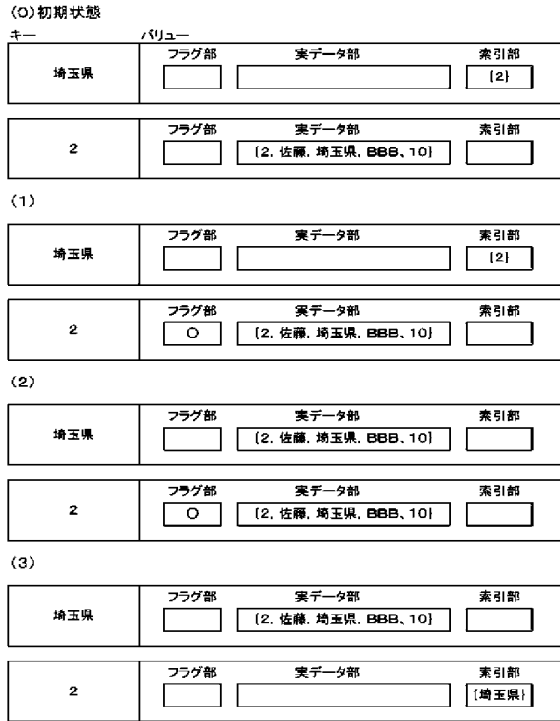 (0)初期状態
キー バリュー
フラグ部 実データ部 索引部
埼玉県 {2}
フラグ部 実データ部 索引部
2 {2, 佐藤, 埼玉県, BBB、10}
(1)
フラグ部 実データ部 索引部
埼玉県 {2}
フラグ部 実データ部 索引部
2 ○ {2, 佐藤, 埼玉県, BBB、10}
(2)
フラグ部 実データ部 索引部
埼玉県 {2, 佐藤, 埼玉県, BBB、10}
フラグ部 実データ部 索引部
2 ○ {2, 佐藤, 埼玉県, BBB、10}
(3)
フラグ部 実データ部 索引部
埼玉県 {2, 佐藤, 埼玉県, BBB、10}
フラグ部 実データ部 索引部
2 {埼玉県}